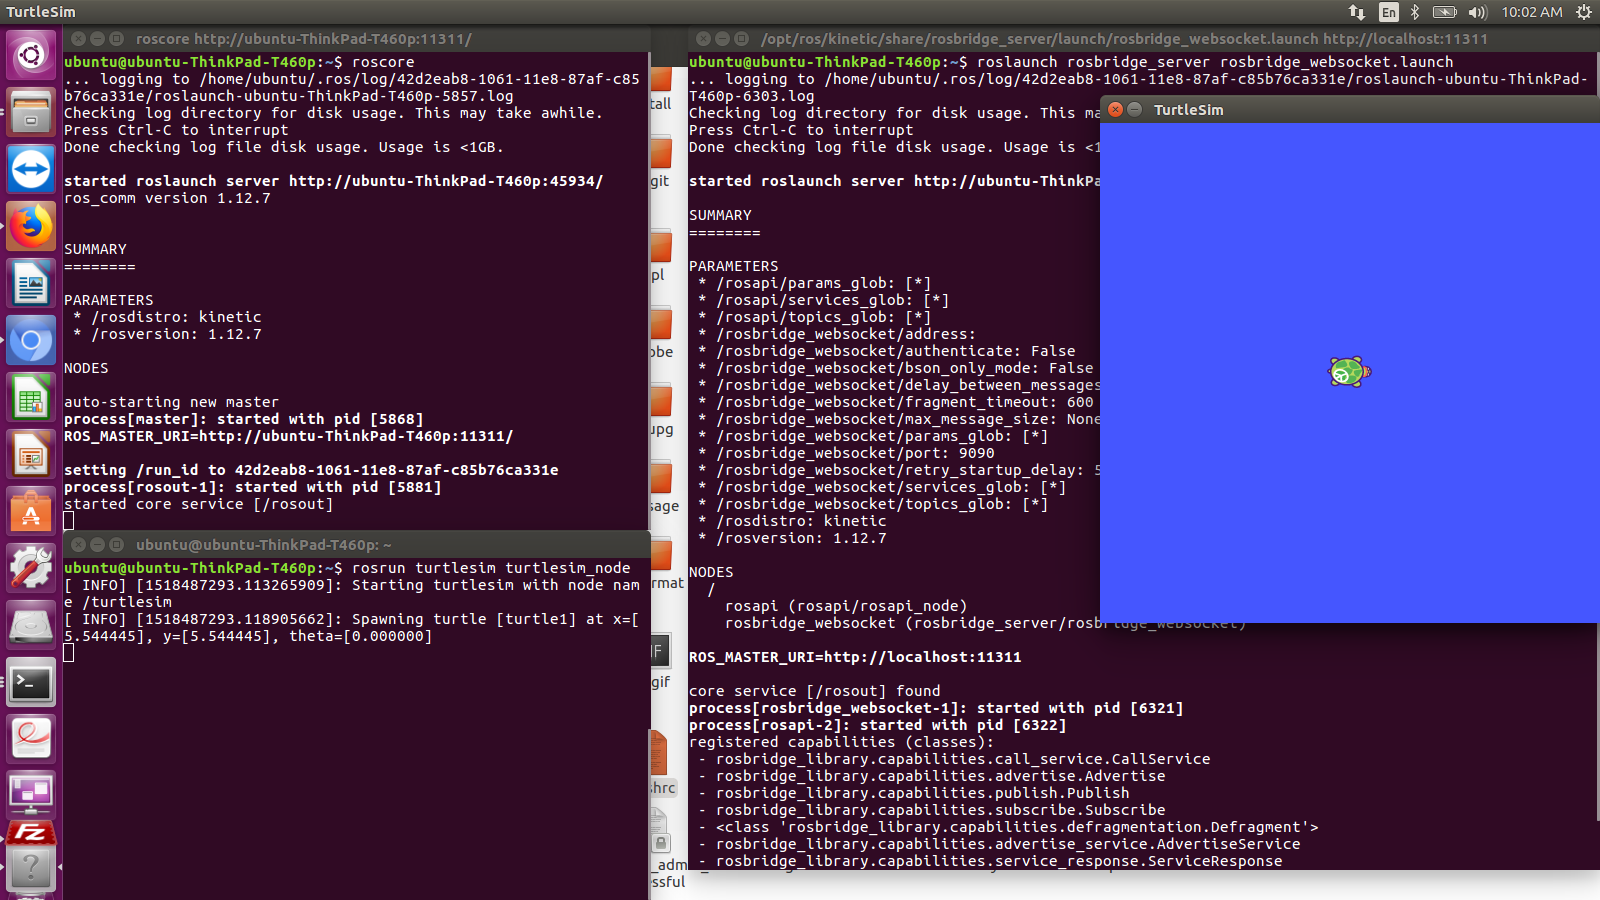 TurtleSim
En
10:02 AM
roscore http://ubuntu-ThinkPad-T460p:11311/
ubuntu@ubuntu-ThinkPad-T460p:~$ roscore
... logging to /home/ubuntu/.ros/log/42d2eab8-1061-11e8-87af-c85
b76ca331e/roslaunch-ubuntu-ThinkPad-T460p-5857.log
Checking log directory for disk usage. This may take awhile.
Press Ctrl-C to interrupt
Done checking log file disk usage. Usage is <1GB.
started roslaunch server http://ubuntu-ThinkPad-T460p:45934/
ros_comm version 1.12.7
SUMMARY
========
PARAMETERS
* /rosdistro: kinetic
* /rosversion: 1.12.7
NODES
auto-starting new master
process[master]: started with pid [5868]
ROS_MASTER_URI=http://ubuntu-ThinkPad-T460p:11311/
setting /run_id to 42d2eab8-1061-11e8-87af-c85b76ca331e
process[rosout-1]: started with pid [5881]
started core service [/rosout]
ubuntu@ubuntu-ThinkPad-T460p: ~
ubuntu@ubuntu-ThinkPad-T460p:~$ rosrun turtlesim turtlesim_node
[ INFO] [1518487293.113265909]: Starting turtlesim with node nam
e /turtlesim
[ INFO] [1518487293.118905662]: Spawning turtle [turtle1] at x=[
5.544445], y=[5.544445], theta=[0.000000]
tall
git
pl
obe
upg
sage
rmat
gif
shrc
_adm
essful
/opt/ros/kinetic/share/rosbridge_server/launch/rosbridge_websocket.launch http://localhost:11311
ubuntu@ubuntu-ThinkPad-T460p:~$ roslaunch rosbridge_server rosbridge_websocket.launch
... logging to /home/ubuntu/.ros/log/42d2eab8-1061-11e8-87af-c85b76ca331e/roslaunch-ubuntu-ThinkPad-
T460p-6303.log
Checking log directory for disk usage. This ma
Press Ctrl-C to interrupt
Done checking log file disk usage. Usage is <1
started roslaunch server http://ubuntu-ThinkPa
SUMMARY
========
PARAMETERS
* /rosapi/params_glob: [*]
* /rosapi/services_glob: [*]
* /rosapi/topics_glob: [*]
* /rosbridge_websocket/address:
* /rosbridge_websocket/authenticate: False
* /rosbridge_websocket/bson_only_mode: False
* /rosbridge_websocket/delay_between_messages
* /rosbridge_websocket/fragment_timeout: 600
* /rosbridge_websocket/max_message_size: None
* /rosbridge_websocket/params_glob: [*]
* /rosbridge_websocket/port: 9090
* /rosbridge_websocket/retry_startup_delay: 5
* /rosbridge_websocket/services_glob: [*]
* /rosbridge_websocket/topics_glob: [*]
* /rosdistro: kinetic
* /rosversion: 1.12.7
NODES
/
rosapi (rosapi/rosapi_node)
rosbridge_websocket (rosbridge_server/rosbridge_websocket)
ROS_MASTER_URI=http://localhost:11311
core service [/rosout] found
process[rosbridge_websocket-1]: started with pid [6321]
process[rosapi-2]: started with pid [6322]
registered capabilities (classes):
- rosbridge_library.capabilities.call_service.CallService
- rosbridge_library.capabilities.advertise.Advertise
- rosbridge_library.capabilities.publish.Publish
- rosbridge_library.capabilities.subscribe.Subscribe
- <class 'rosbridge_library.capabilities.defragmentation.Defragment'>
- rosbridge_library.capabilities.advertise_service.AdvertiseService
- rosbridge_library.capabilities.service_response.ServiceResponse
TurtleSim